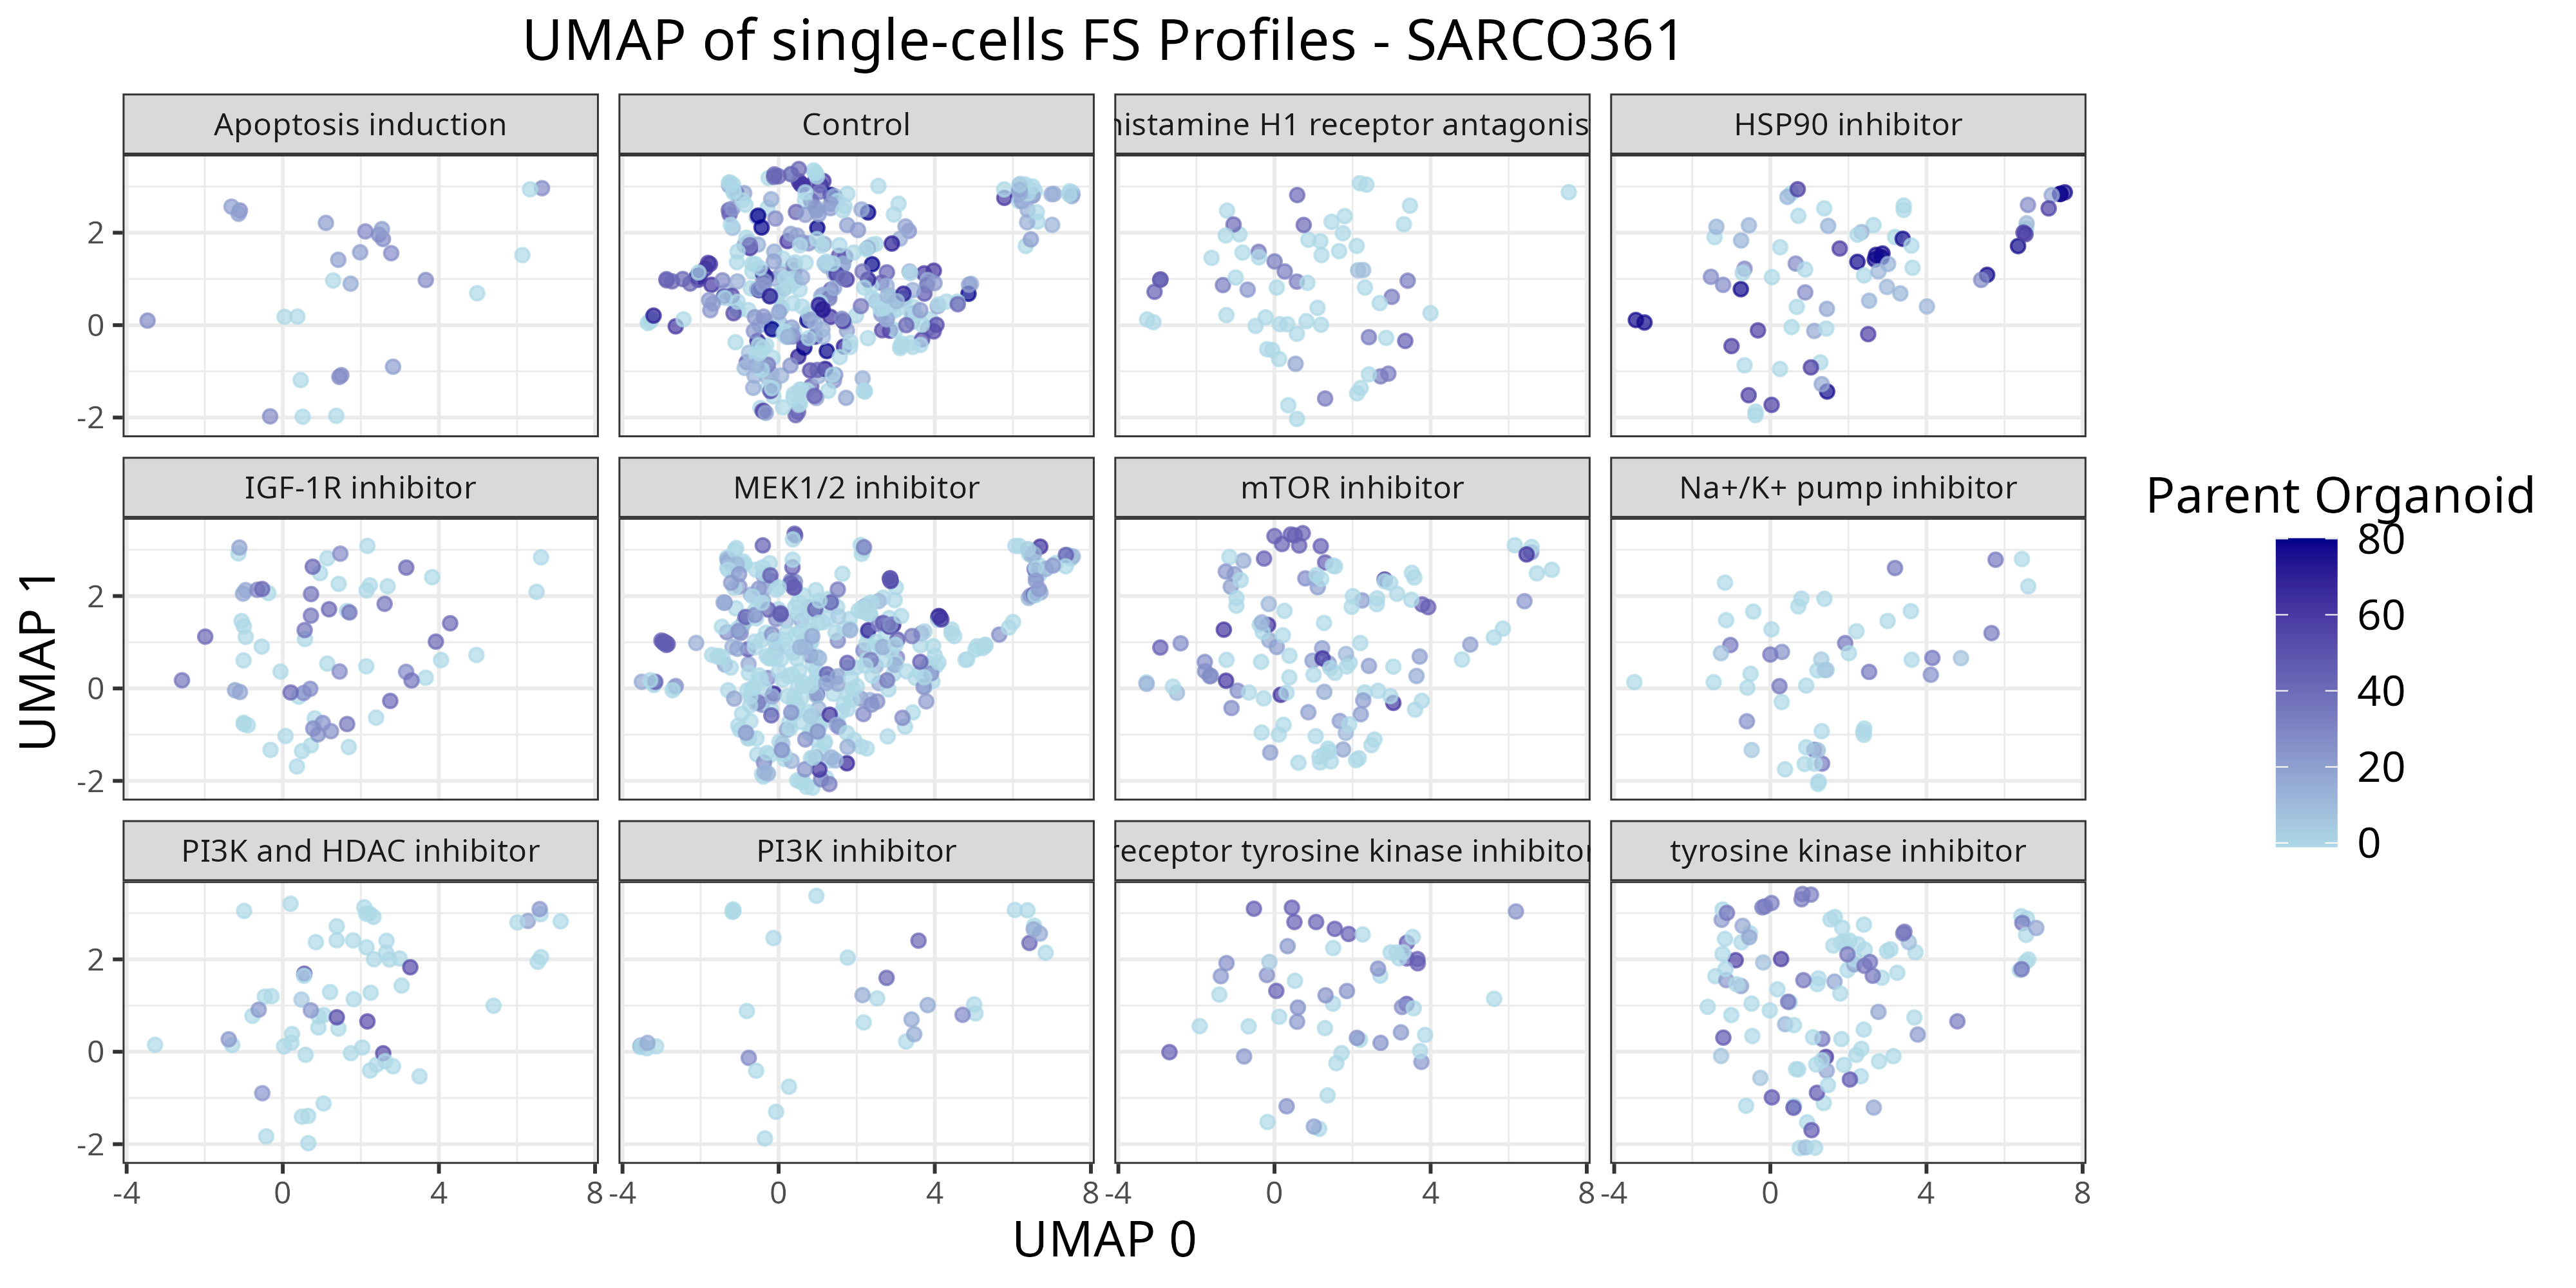 UMAP of single-cells FS Profiles - SARCO361
Apoptosis induction
Control
histamine H1 receptor antagonis
HSP90 inhibitor
2
0
-2
IGF-1R inhibitor
MEK1/2 inhibitor
mTOR inhibitor
Na+/K+ pump inhibitor
2
0
-2
PI3K and HDAC inhibitor
PI3K inhibitor
receptor tyrosine kinase inhibitor
tyrosine kinase inhibitor
2
0
-2
-4 0 4 8
-4 0 4 8
-4 0 4 8
-4 0 4 8
UMAP 0
UMAP 1
Parent Organoid
80
60
40
20
0